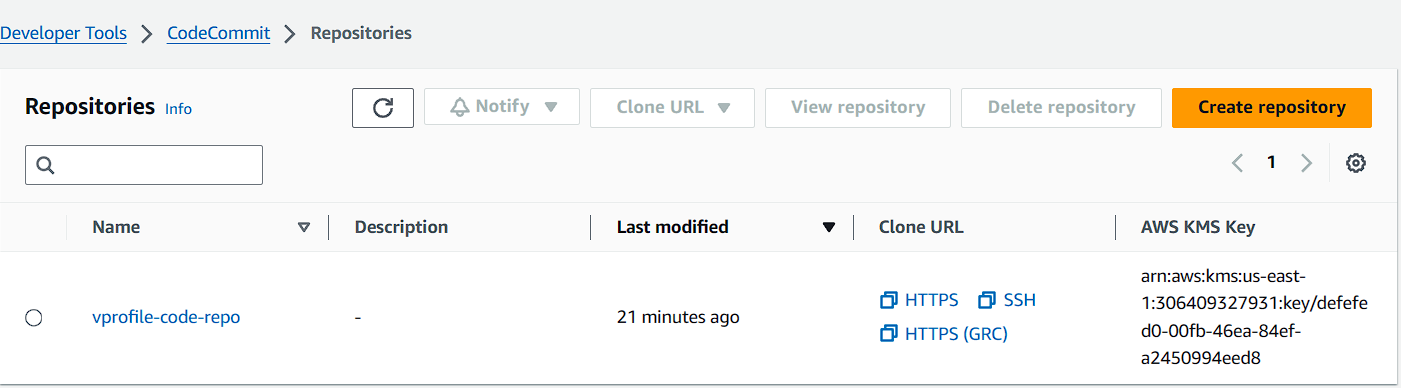 Developer Tools > CodeCommit > Repositories
Repositories Info
Notify Clone URL View repository Delete repository Create repository
1
Name Description Last modified Clone URL AWS KMS Key
vprofile-code-repo - 21 minutes ago
HTTPS SSH
HTTPS (GRC)
arn:aws:kms:us-east-
1:306409327931:key/defefe
d0-00fb-46ea-84ef-
a2450994eed8